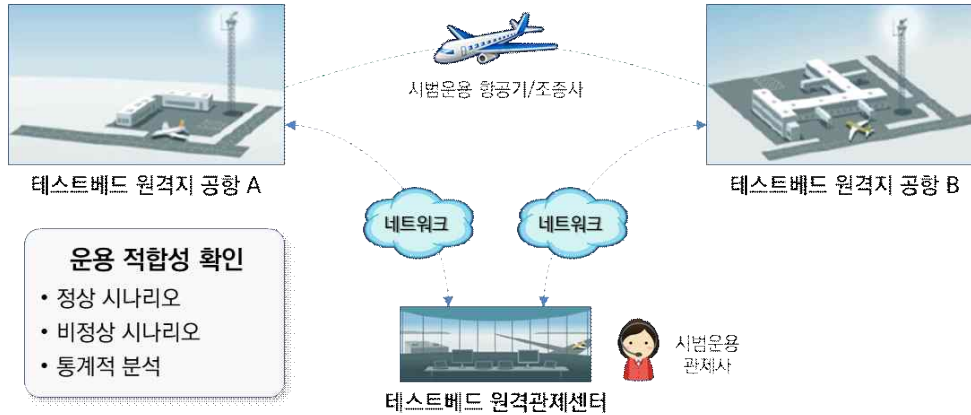 시범운용 항공기/조종사
테스트베드 원격지 공항 A
테스트베드 원격지 공항 B
네트워크
네트워크
운용 적합성 확인
• 정상 시나리오
• 비정상 시나리오
• 통계적 분석
시범운용
관제사
테스트베드 원격관제센터